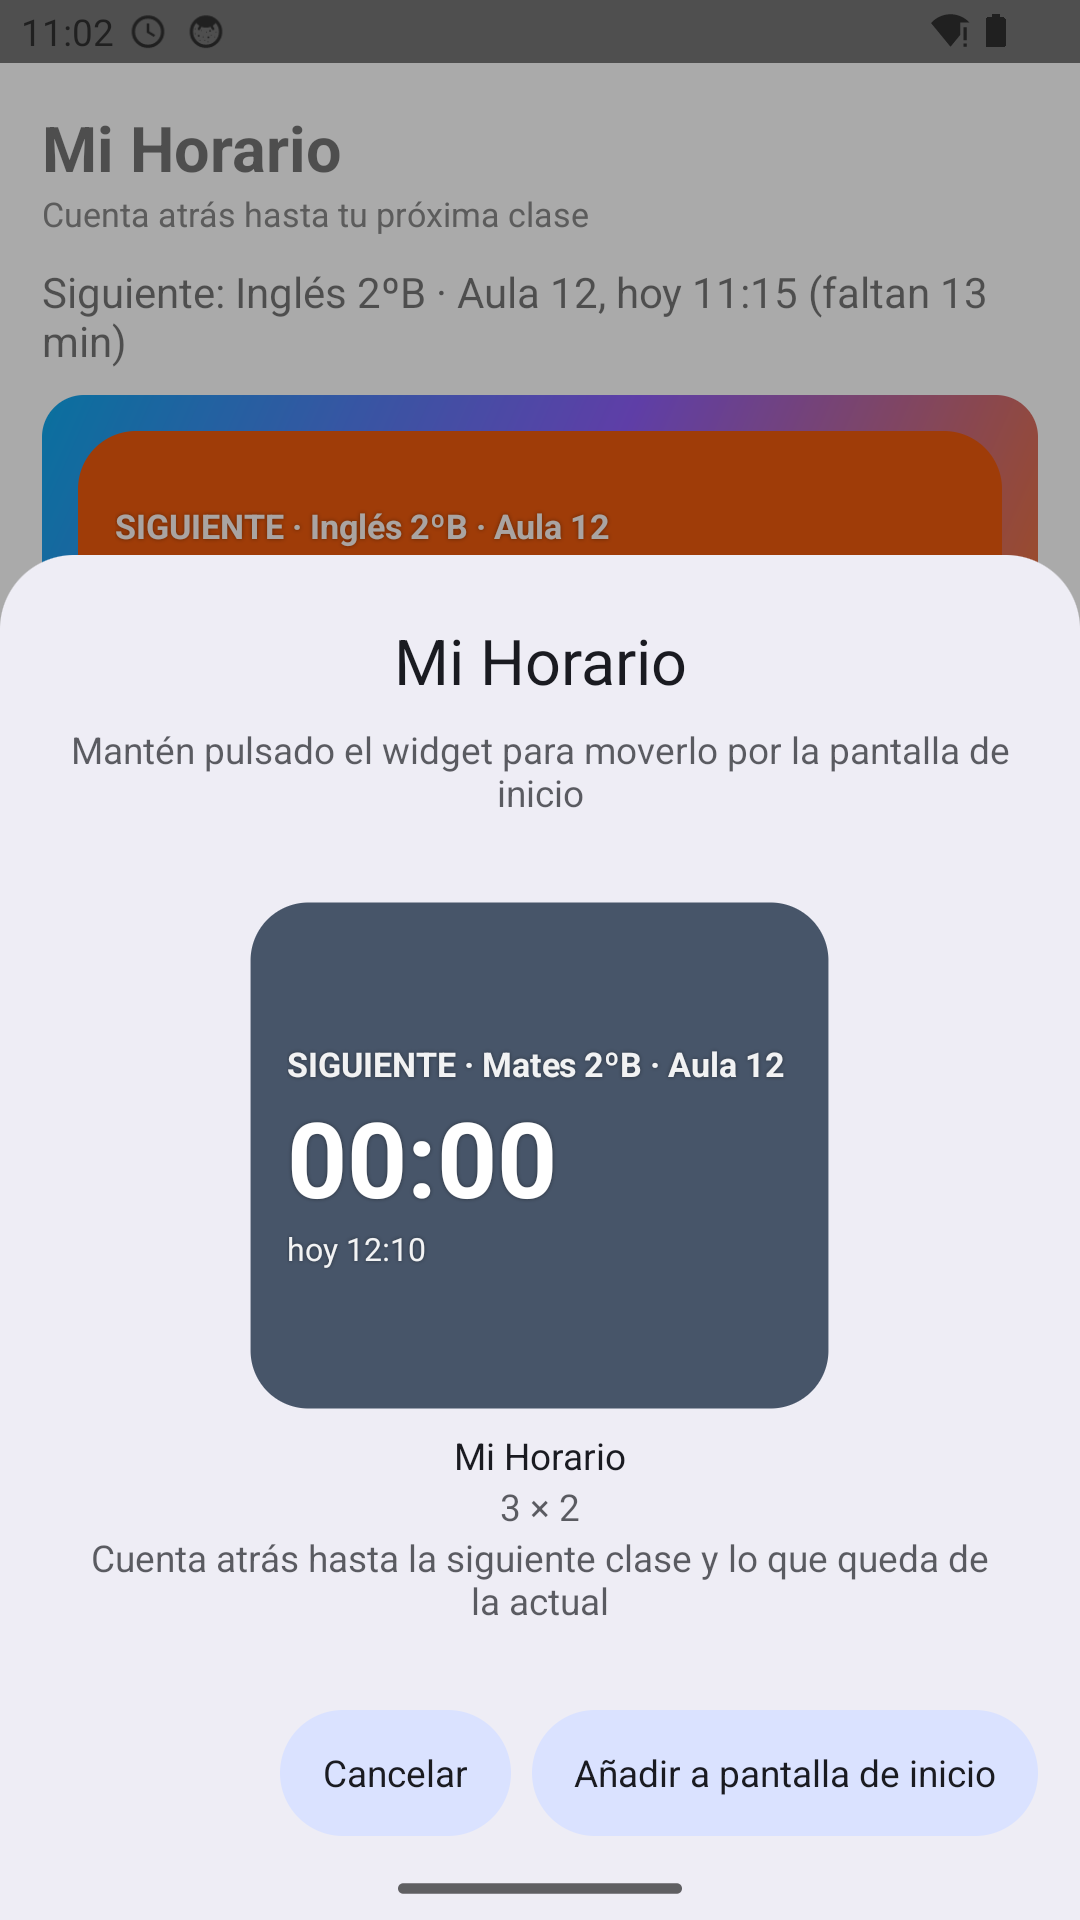 11:02
Mi Horario
Cuenta atrás hasta tu próxima clase
Siguiente: Inglés 2ºB · Aula 12, hoy 11:15 (faltan 13
min)
SIGUIENTE · Inglés 2ºB · Aula 12
Mi Horario
Mantén pulsado el widget para moverlo por la pantalla de
inicio
SIGUIENTE · Mates 2ºB · Aula 12
00:00
hoy 12:10
Mi Horario
3 × 2
Cuenta atrás hasta la siguiente clase y lo que queda de
la actual
Cancelar
Añadir a pantalla de inicio